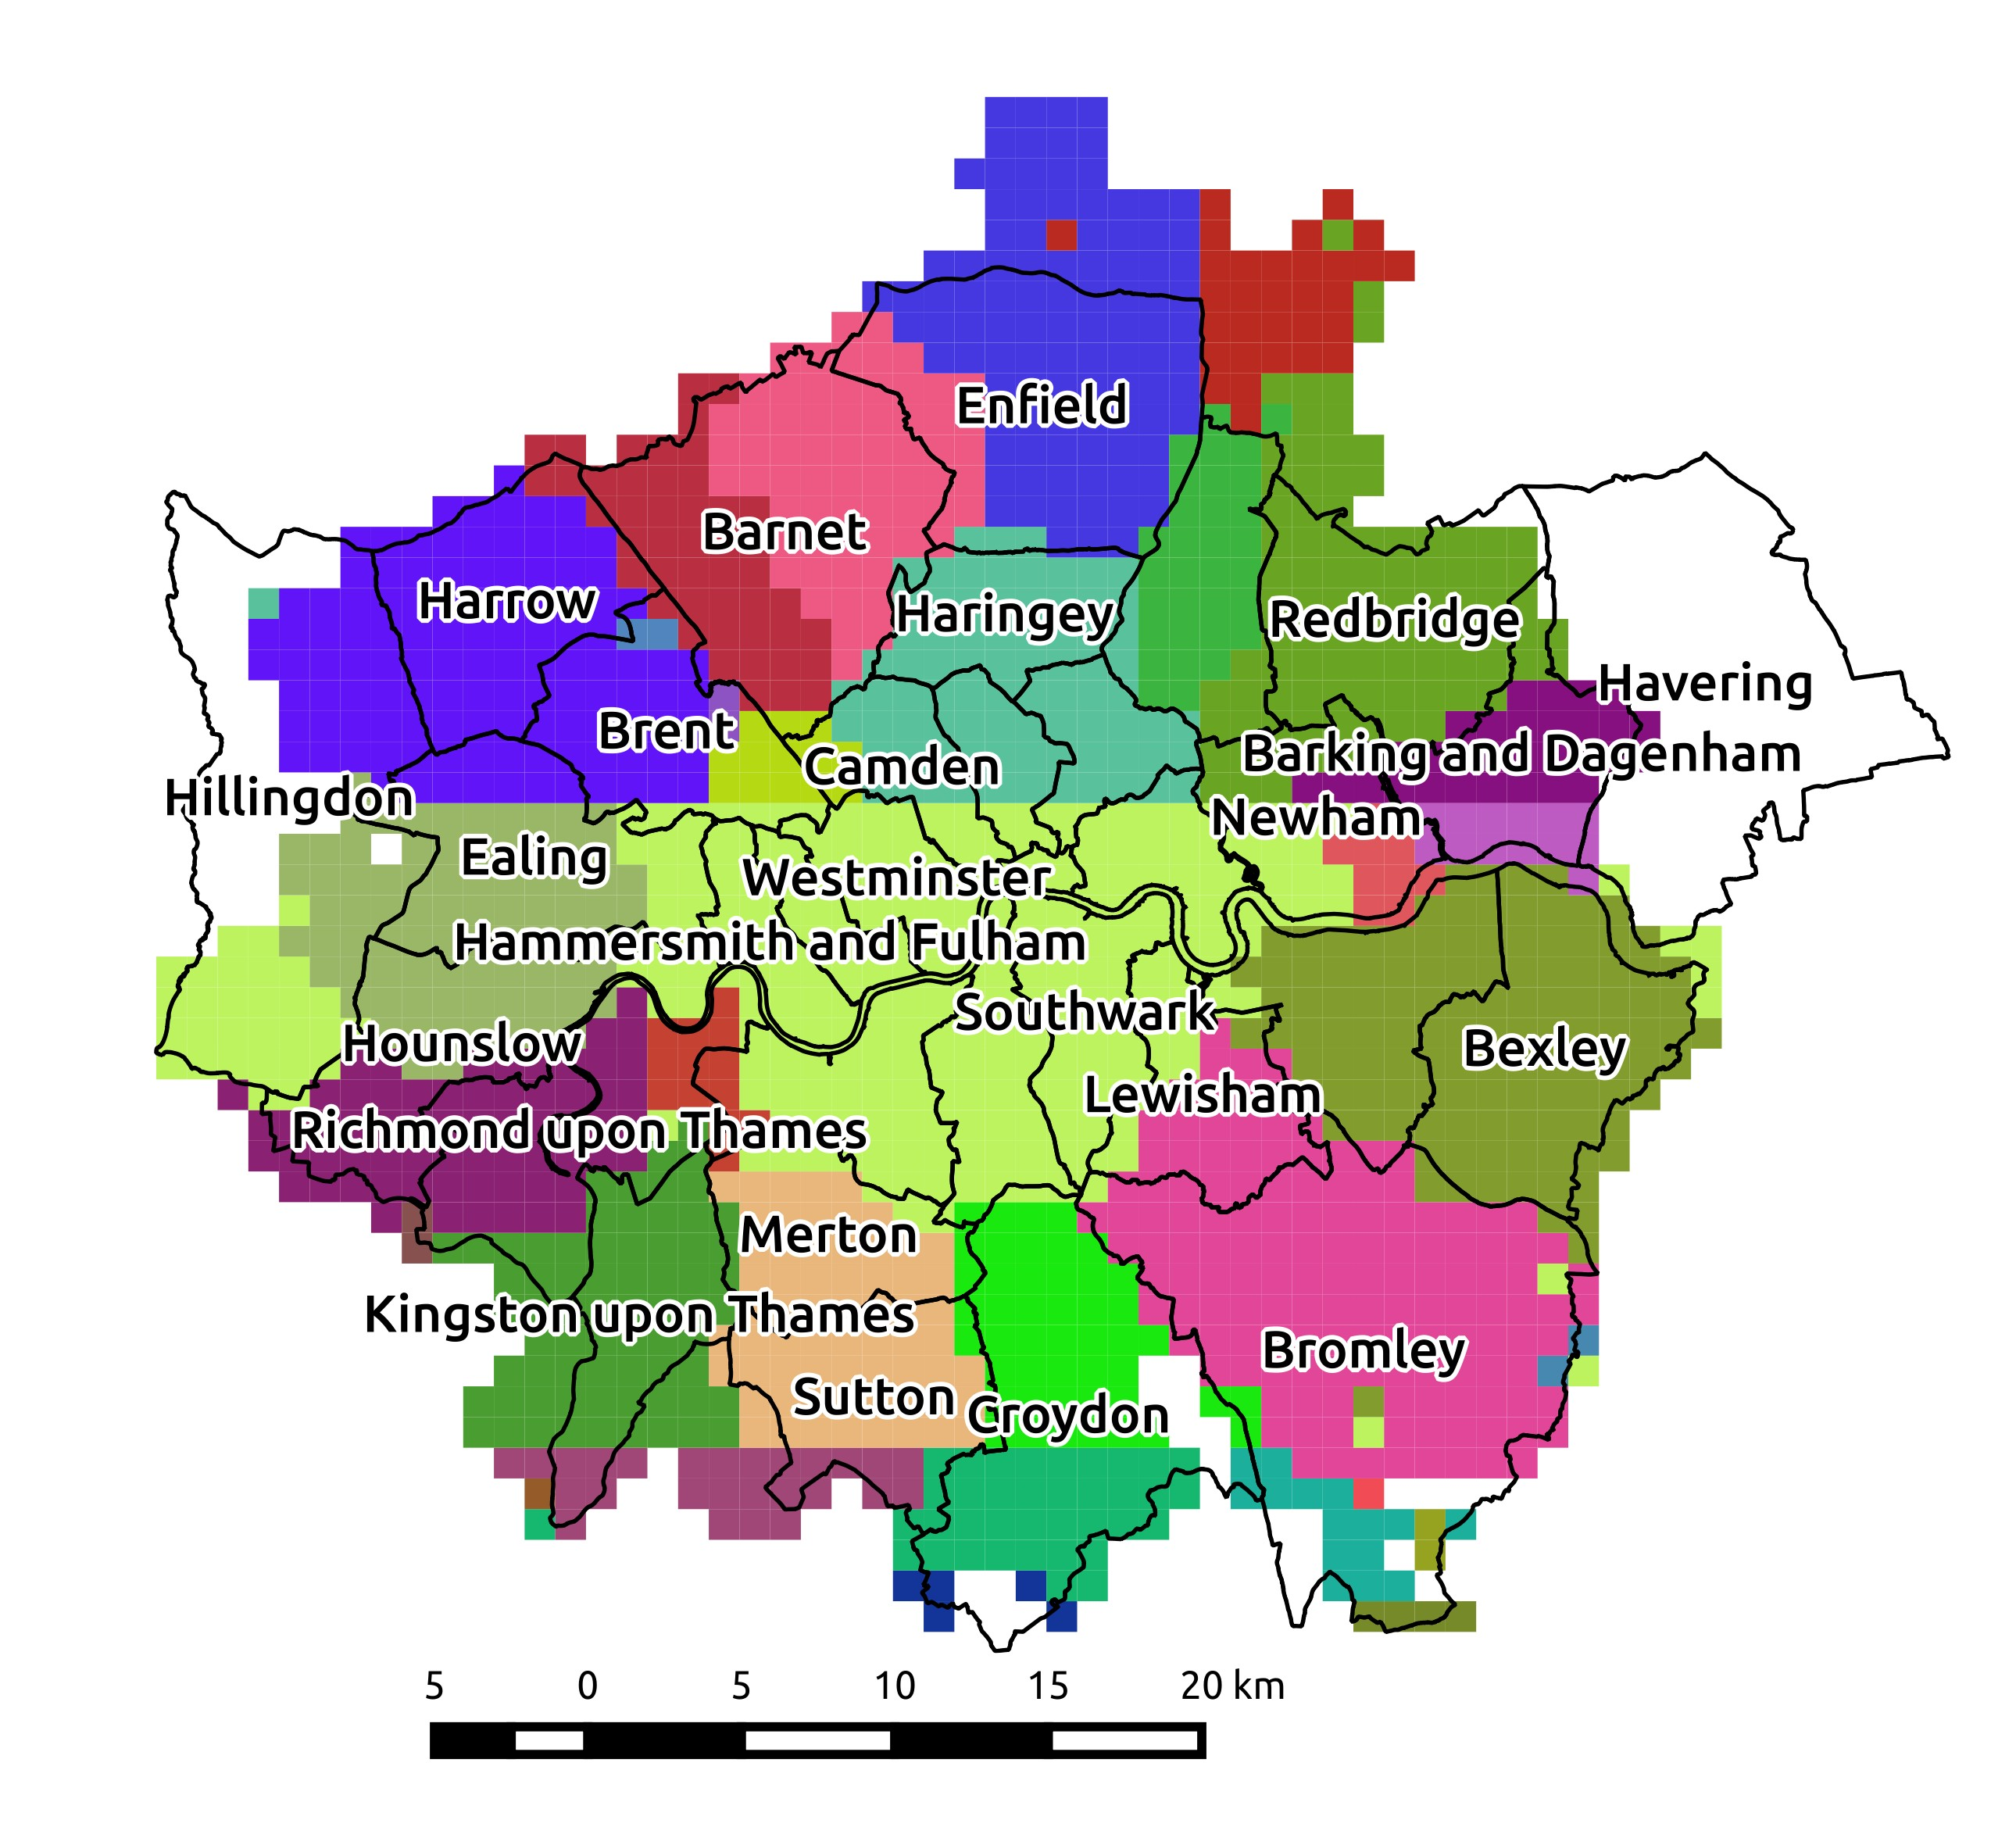 Enfield
Barnet
Harrow
Haringey
Redbridge
Havering
Brent
Camden
Barking and Dagenham
Hillingdon
Newham
Ealing
Westminster
Hammersmith and Fulham
Southwark
Hounslow
Bexley
Lewisham
Richmond upon Thames
Merton
Kingston upon Thames
Bromley
Sutton
Croydon
5 0 5 10 15 20 km